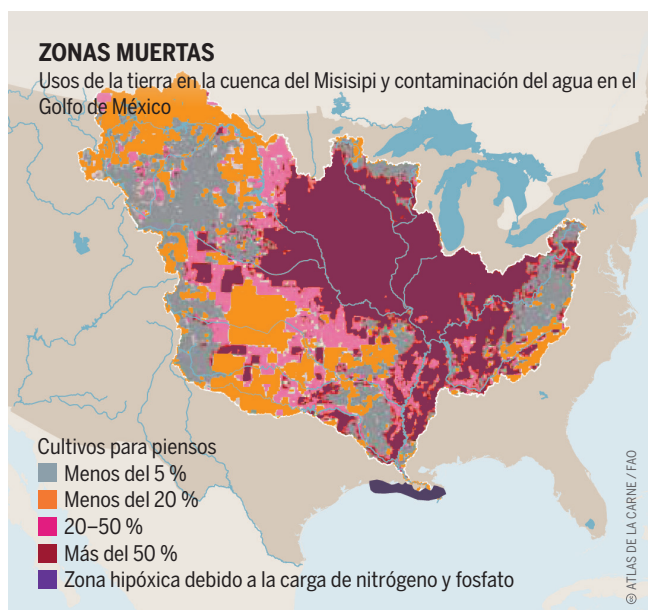 ZONAS MUERTAS
Usos de la tierra en la cuenca del Misisipi y contaminación del agua en el
Golfo de México
Cultivos para piensos
Menos del 5 %
Menos del 20 %
20–50 %
Más del 50 %
Zona hipóxica debido a la carga de nitrógeno y fosfato
ATLAS DE LA CARNE / FAO